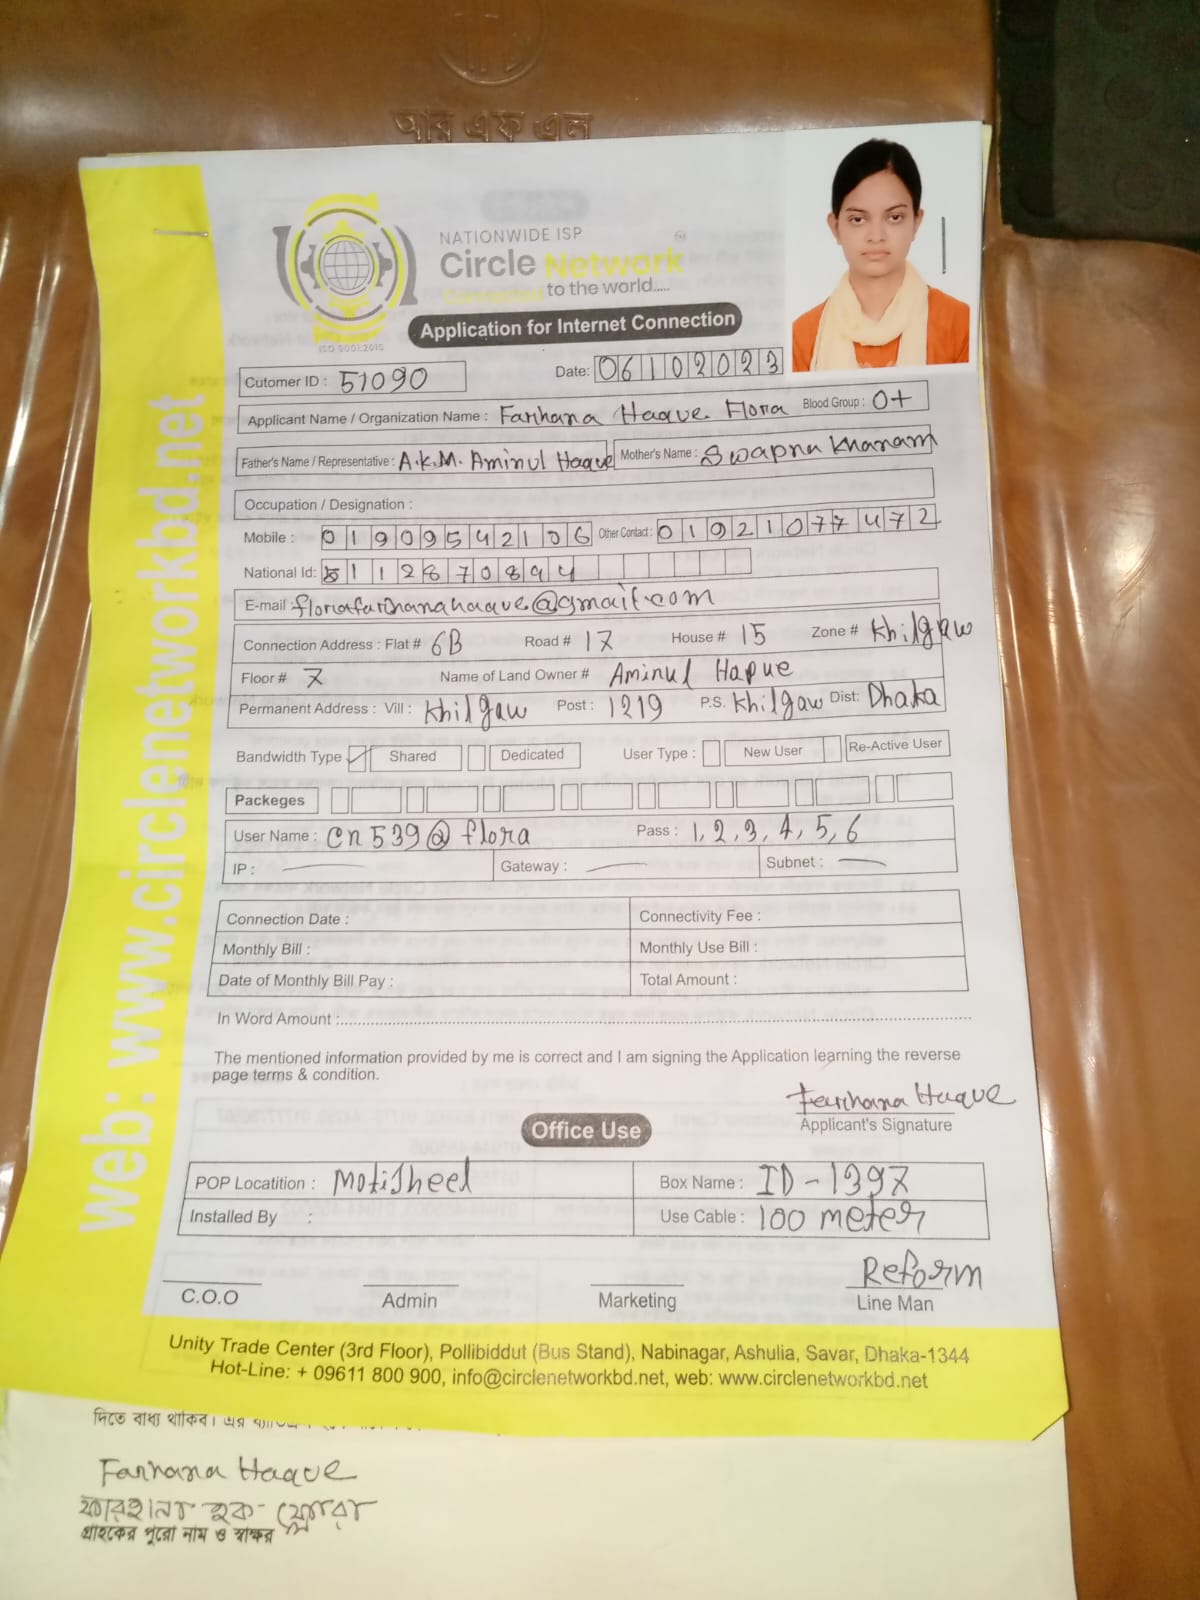 আর এফ এল
NATIONWIDE ISP
Circle Network
Connected to the world.....
ISO 9001:2015
Application for Internet Connection
Cutomer ID : 51090
Date: 06102023
Applicant Name / Organization Name : Farhana Haque Flora Blood Group : O+
Father's Name / Representative : A.K.M. Aminul Haque Mother's Name : Swapna Khanam
Occupation / Designation :
Mobile : 01909542106 Other Contact : 01921077472
National Id: 5112870894
E-mail : florafarhanahaque@gmail.com
Connection Address : Flat # 6B Road # 17 House # 15 Zone # Khilgaw
Floor # 7 Name of Land Owner # Aminul Haque
Permanent Address : Vill : Khilgaw Post : 1219 P.S. Khilgaw Dist: Dhaka
Bandwidth Type Shared Dedicated User Type : New User Re-Active User
Packeges
User Name : Cn539@flora Pass : 1,2,3,4,5,6
IP : Gateway : Subnet :
Connection Date : Connectivity Fee :
Monthly Bill : Monthly Use Bill :
Date of Monthly Bill Pay : Total Amount :
In Word Amount :
The mentioned information provided by me is correct and I am signing the Application learning the reverse
page terms & condition.
Farhana Haque
Applicant's Signature
Office Use
POP Locatition : Motijheel Box Name : ID-1397
Installed By : Use Cable : 100 meter
Reform
C.O.O Admin Marketing Line Man
Unity Trade Center (3rd Floor), Pollibiddut (Bus Stand), Nabinagar, Ashulia, Savar, Dhaka-1344
Hot-Line: + 09611 800 900, info@circlenetworkbd.net, web: www.circlenetworkbd.net
web: www.circlenetworkbd.net
দিতে বাধ্য থাকিব। এর
Farhana Haque
ফারহানা হক ফ্লোরা
গ্রাহকের পুরো নাম ও স্বাক্ষর